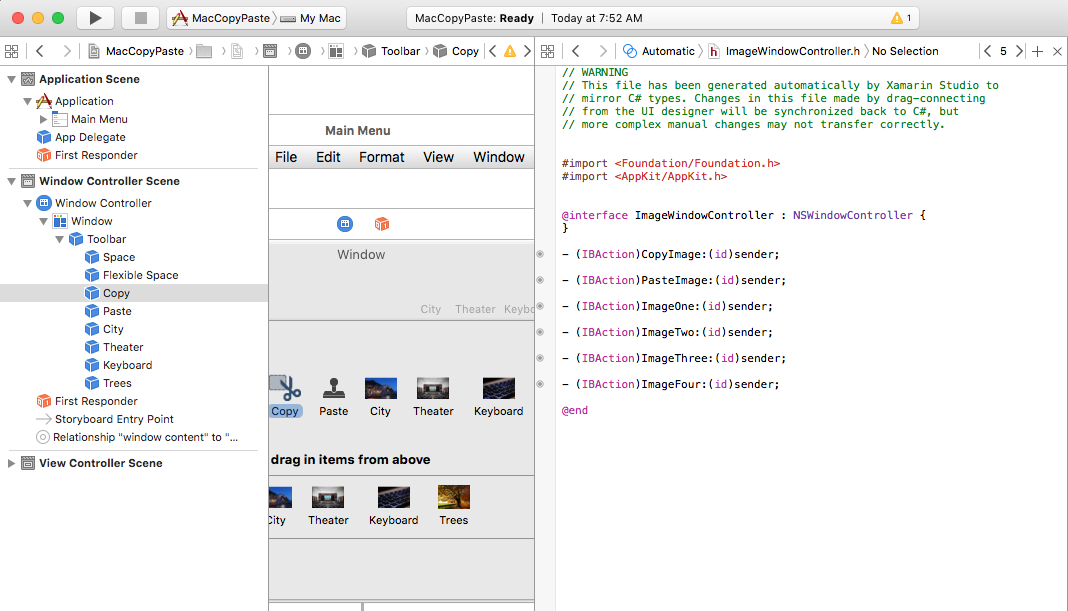 MacCopyPaste My Mac MacCopyPaste: Ready Today at 7:52 AM 1
MacCopyPaste Toolbar Copy Automatic ImageWindowController.h No Selection 5
Application Scene
Application
Main Menu
App Delegate
First Responder
Window Controller Scene
Window Controller
Window
Toolbar
Space
Flexible Space
Copy
Paste
City
Theater
Keyboard
Trees
First Responder
Storyboard Entry Point
Relationship "window content" to "...
View Controller Scene
Main Menu
File Edit Format View Window
Window
City Theater Keybo
Copy Paste City Theater Keyboard
drag in items from above
City Theater Keyboard Trees
// WARNING
// This file has been generated automatically by Xamarin Studio to
// mirror C# types. Changes in this file made by drag-connecting
// from the UI designer will be synchronized back to C#, but
// more complex manual changes may not transfer correctly.
#import <Foundation/Foundation.h>
#import <AppKit/AppKit.h>
@interface ImageWindowController : NSWindowController {
}
- (IBAction)CopyImage:(id)sender;
- (IBAction)PasteImage:(id)sender;
- (IBAction)ImageOne:(id)sender;
- (IBAction)ImageTwo:(id)sender;
- (IBAction)ImageThree:(id)sender;
- (IBAction)ImageFour:(id)sender;
@end